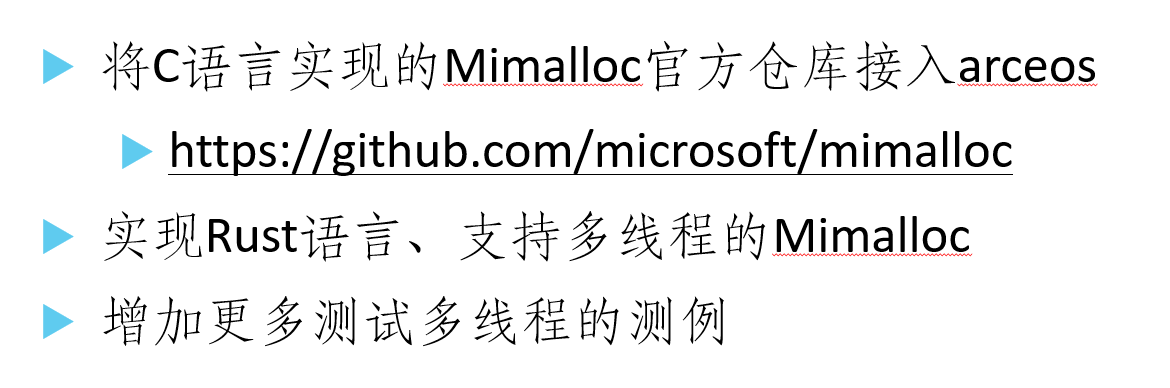 将C语言实现的Mimalloc官方仓库接入arceos
https://github.com/microsoft/mimalloc
实现Rust语言、支持多线程的Mimalloc
增加更多测试多线程的测例